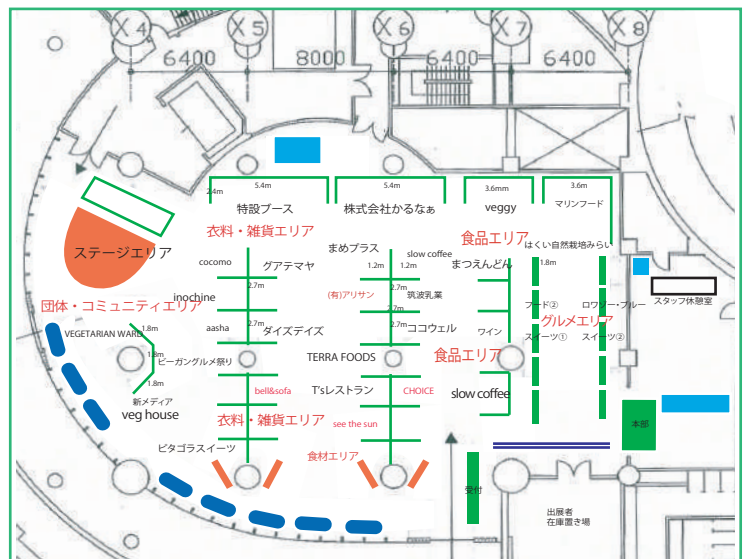 X4
X5
X6
X7
X8
6400
8000
6400
6400
5.4m
2.4m
特設ブース
5.4m
株式会社かるなぁ
3.6mm
veggy
3.6m
マリンフード
衣料・雑貨エリア
食品エリア
はくい自然栽培みらい
ステージエリア
cocomo
グアテマヤ
まめプラス
slow coffee
1.2m
1.2m
まつえんどん
1.8m
スタッフ休憩室
団体・コミュニティエリア
inochine
2.7m
(有)アリサン
2.7m
筑波乳業
2.7m
フード②
ロワゾー・ブルー
グルメエリア
VEGETARIAN WARD
1.8m
aasha
2.7m
ダイズデイズ
2.7m
ココウェル
ワイン
スイーツ①
スイーツ②
1.8m
ビーガングルメ祭り
TERRA FOODS
食品エリア
1.8m
bell&sofa
T'sレストラン
CHOICE
slow coffee
新メディア
veg house
衣料・雑貨エリア
see the sun
本部
ピタゴラスイーツ
食材エリア
受付
出展者
在庫置き場